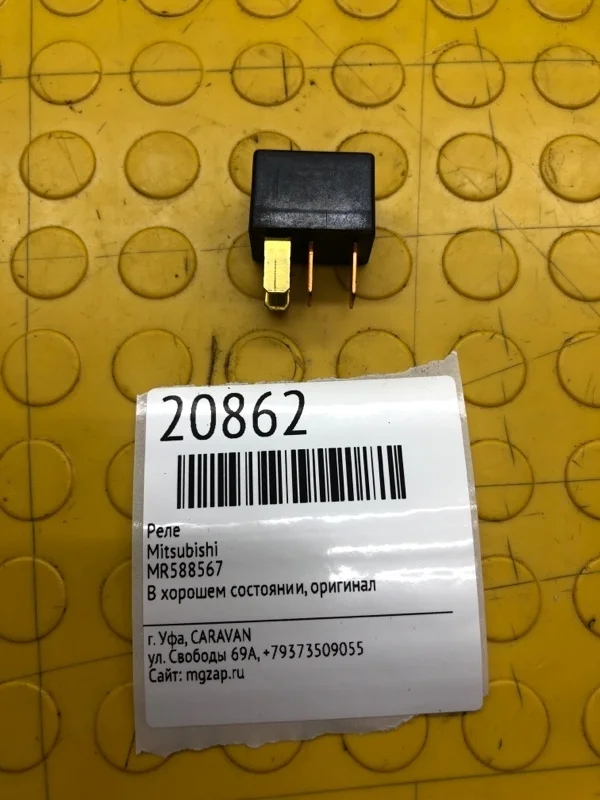 20862
Реле
Mitsubishi
MR588567
В хорошем состоянии, оригинал
г. Уфа, CARAVAN
ул. Свободы 69А, +79373509055
Сайт: mgzap.ru